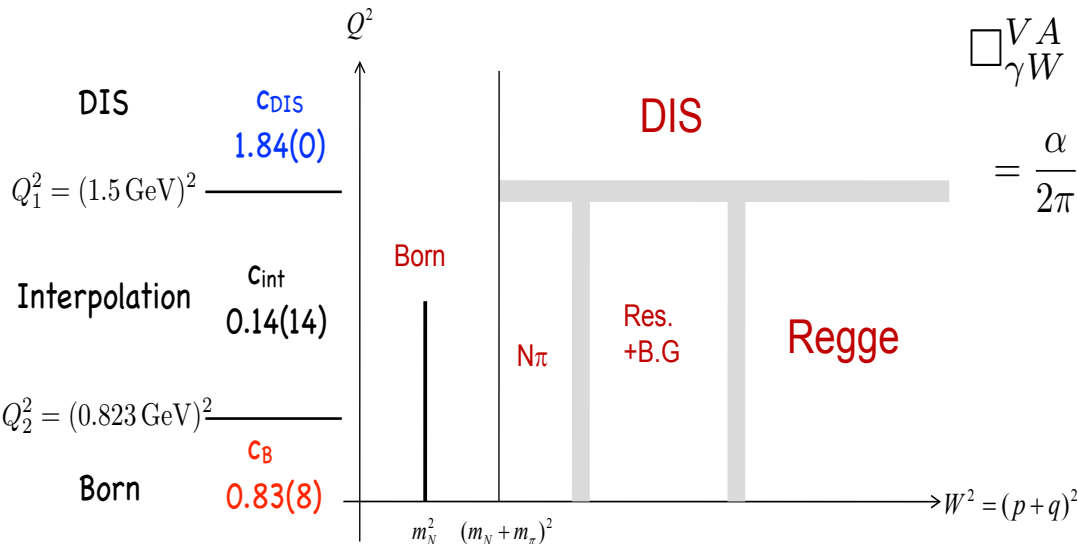 Q²
□^{VA}_{γW}
= α/2π
DIS
c_DIS
1.84(0)
Q₁² = (1.5 GeV)²
Interpolation
c_int
0.14(14)
Q₂² = (0.823 GeV)²
Born
c_B
0.83(8)
DIS
Born
Nπ
Res.
+B.G
Regge
m_N²
(m_N + m_π)²
W² = (p+q)²